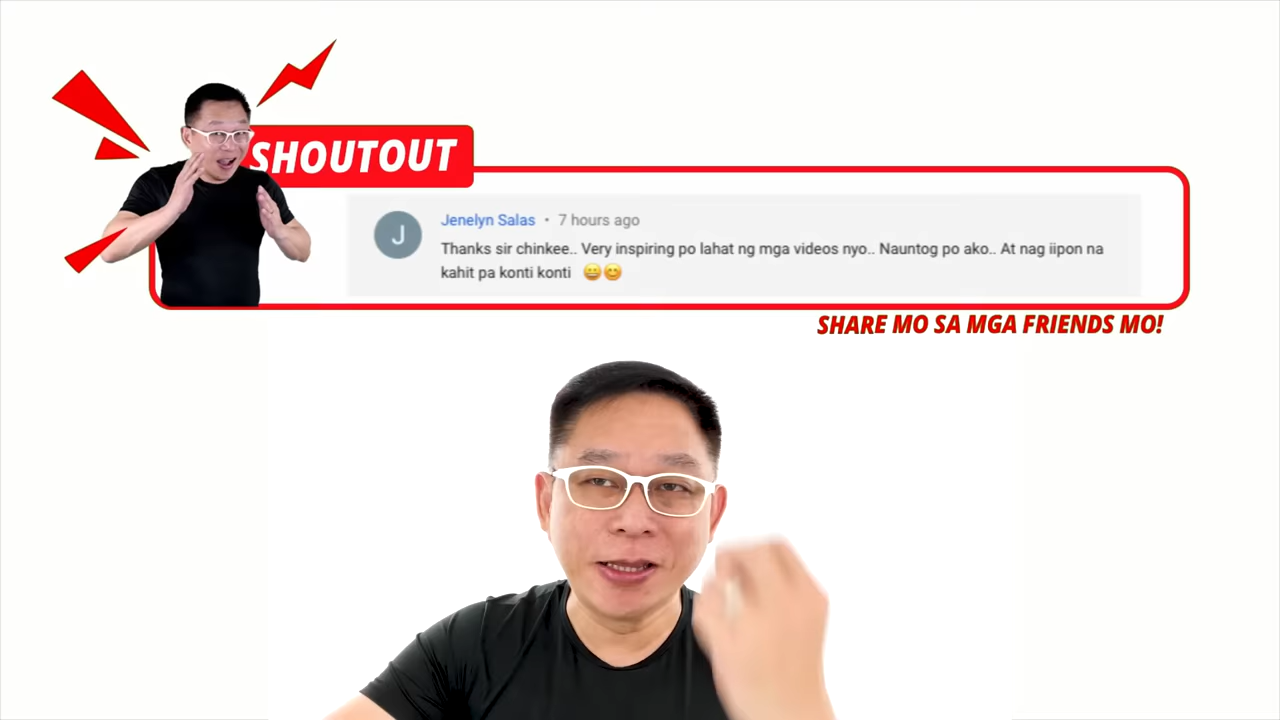 SHOUTOUT
J
Jenelyn Salas • 7 hours ago
Thanks sir chinkee.. Very inspiring po lahat ng mga videos nyo.. Nauntog po ako.. At nag iipon na
kahit pa konti konti 😀😊
SHARE MO SA MGA FRIENDS MO!